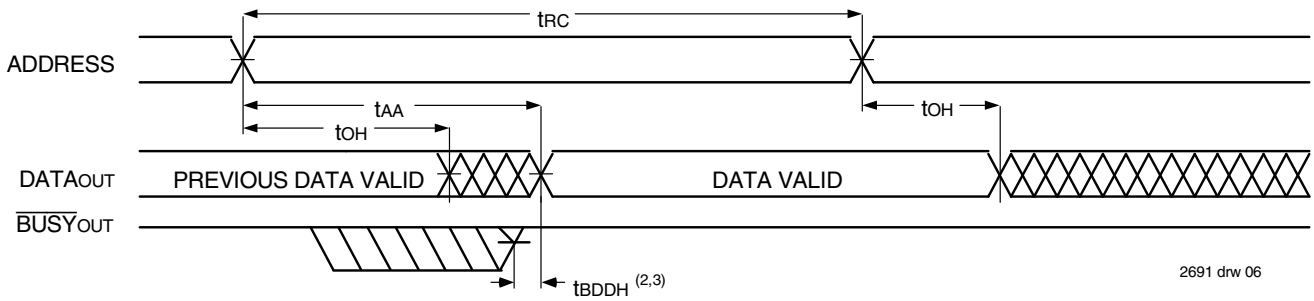 tRC
ADDRESS
tAA
tOH
tOH
DATAOUT
PREVIOUS DATA VALID
DATA VALID
BUSYOUT
tBDDH (2,3)
2691 drw 06